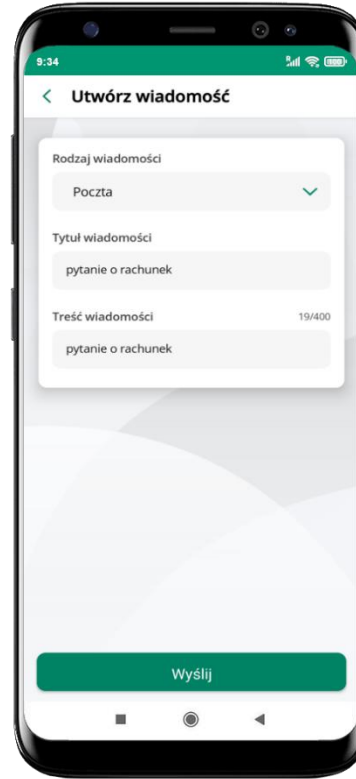 9:34
Utwórz wiadomość
Rodzaj wiadomości
Poczta
Tytuł wiadomości
pytanie o rachunek
Treść wiadomości 19/400
pytanie o rachunek
Wyślij